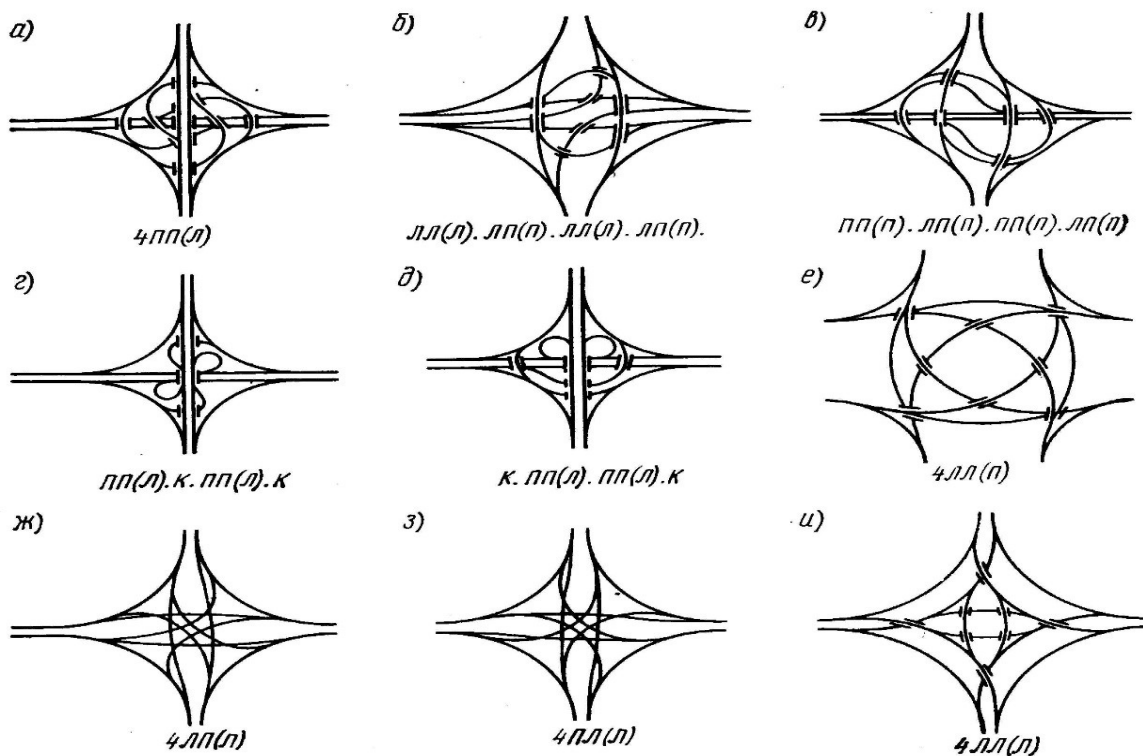 а)
б)
в)
4ПП(Л)
ЛЛ(Л). ЛП(П). ЛЛ(Л). ЛП(П).
ПП(П). ЛП(П). ПП(П). ЛП(П)
г)
д)
е)
ПП(Л). К. ПП(Л). К
К. ПП(Л). ПП(Л). К
4ЛЛ(П)
ж)
з)
и)
4ЛП(Л)
4ПЛ(Л)
4ЛЛ(Л)